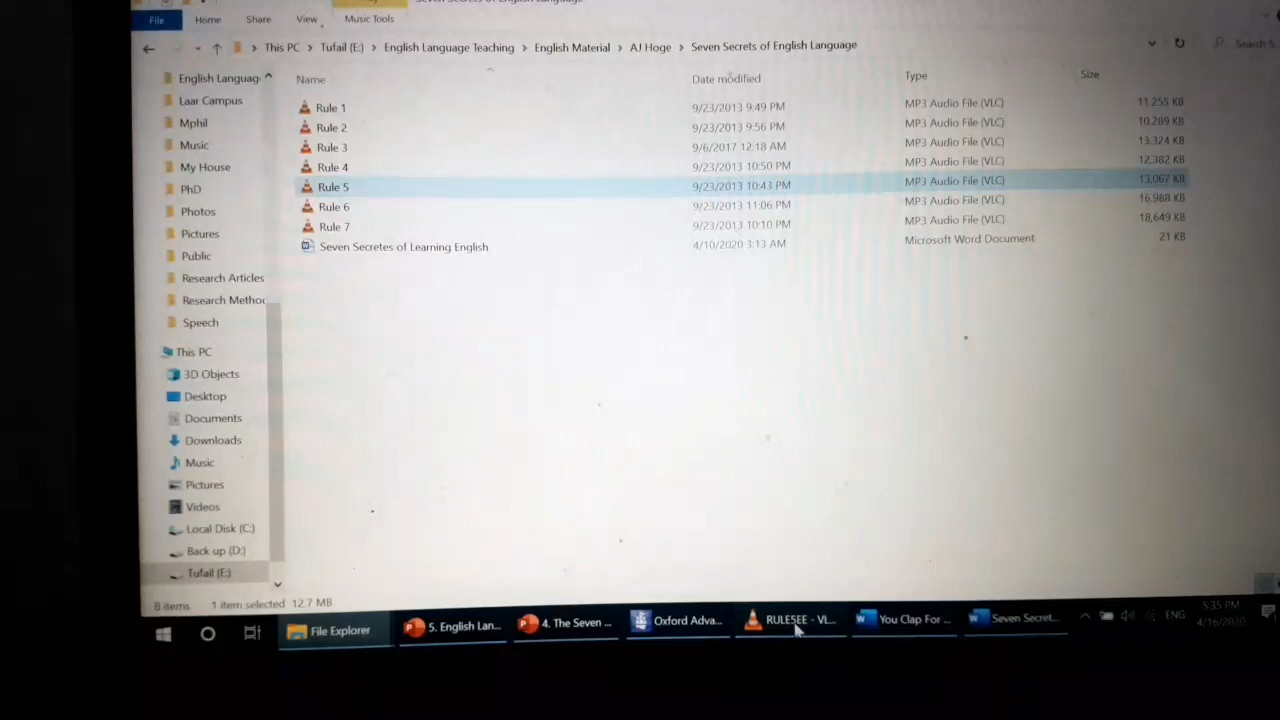 File Home Share View Music Tools
This PC > Tufail (E:) > English Language Teaching > English Material > AJ Hoge > Seven Secrets of English Language
Name Date modified Type Size
English Languag
Laar Campus
Mphil
Music
My House
PhD
Photos
Pictures
Public
Research Articles
Research Method
Speech
This PC
3D Objects
Desktop
Documents
Downloads
Music
Pictures
Videos
Local Disk (C:)
Back up (D:)
Tufail (E:)
Rule 1 9/23/2013 9:49 PM MP3 Audio File (VLC) 11,255 KB
Rule 2 9/23/2013 9:56 PM MP3 Audio File (VLC) 10,289 KB
Rule 3 9/6/2017 12:18 AM MP3 Audio File (VLC) 13,324 KB
Rule 4 9/23/2013 10:50 PM MP3 Audio File (VLC) 12,382 KB
Rule 5 9/23/2013 10:43 PM MP3 Audio File (VLC) 13,067 KB
Rule 6 9/23/2013 11:06 PM MP3 Audio File (VLC) 16,988 KB
Rule 7 9/23/2013 10:10 PM MP3 Audio File (VLC) 18,649 KB
Seven Secretes of Learning English 4/10/2020 3:13 AM Microsoft Word Document 21 KB
8 items 1 item selected 12.7 MB
File Explorer 5. English Lan... 4. The Seven ... Oxford Adva... RULE5EE - VL... You Clap For ... Seven Secret... ENG 5:35 PM
4/16/2020